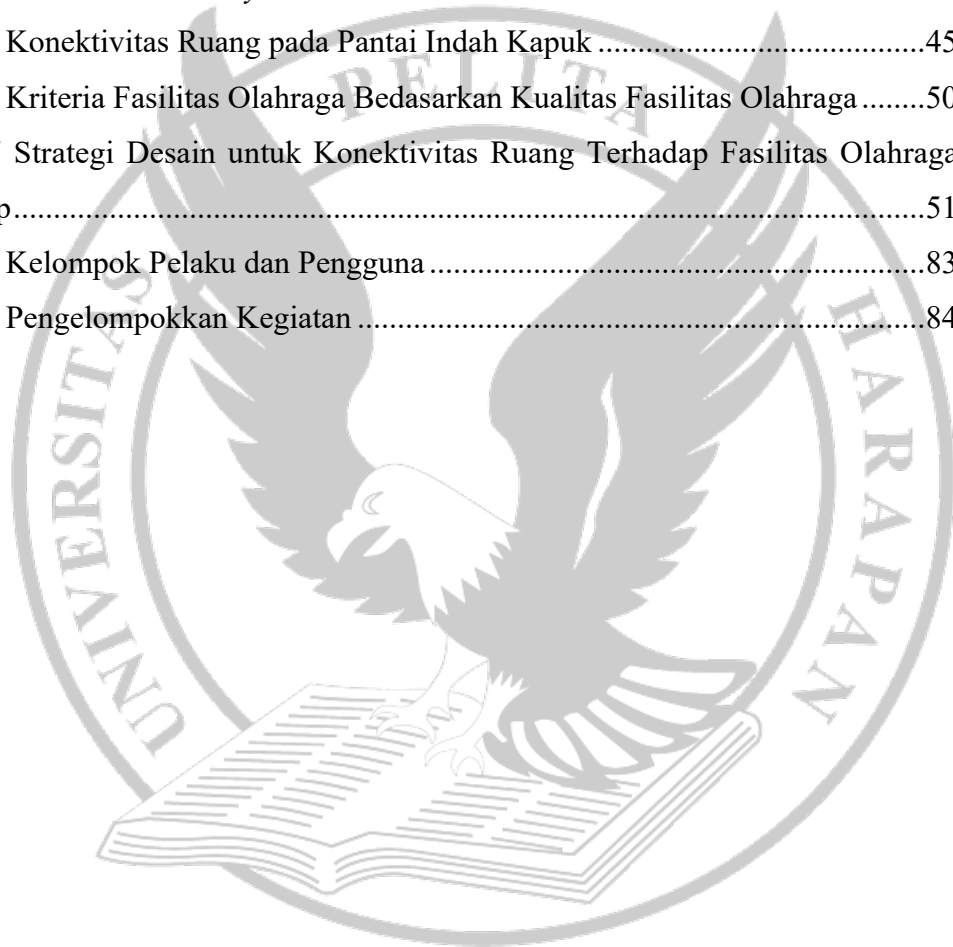 Konektivitas Ruang pada Pantai Indah Kapuk ........................................45
Kriteria Fasilitas Olahraga Bedasarkan Kualitas Fasilitas Olahraga ........50
Strategi Desain untuk Konektivitas Ruang Terhadap Fasilitas Olahraga
p.................................................................................................................51
Kelompok Pelaku dan Pengguna .............................................................83
Pengelompokkan Kegiatan ......................................................................84
UNIVERSITAS PELITA HARAPAN